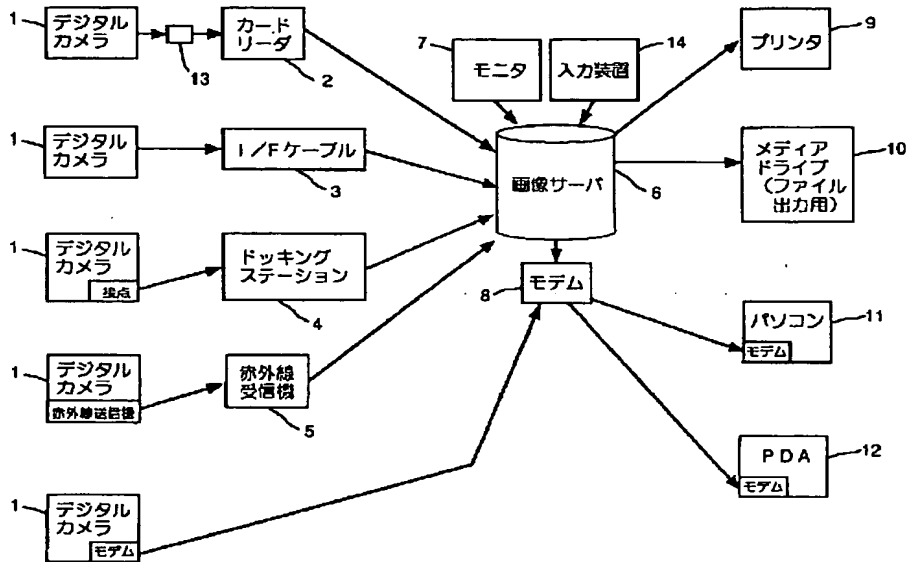 1
デジタル
カメラ
13
カード
リーダ
2
1
デジタル
カメラ
I/Fケーブル
3
1
デジタル
カメラ
接点
ドッキング
ステーション
4
1
デジタル
カメラ
赤外線送信機
赤外線
受信機
5
1
デジタル
カメラ
モデム
7
モニタ
14
入力装置
画像サーバ
6
8
モデム
プリンタ
9
メディア
ドライブ
(ファイル
出力用)
10
パソコン
モデム
11
PDA
モデム
12